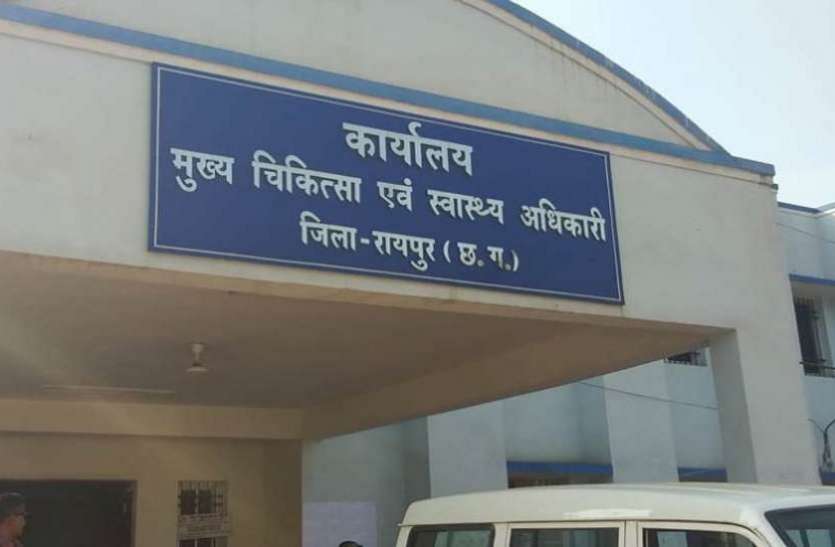 कार्यालय
मुख्य चिकित्सा एवं स्वास्थ्य अधिकारी
जिला-रायपुर (छ.ग.)